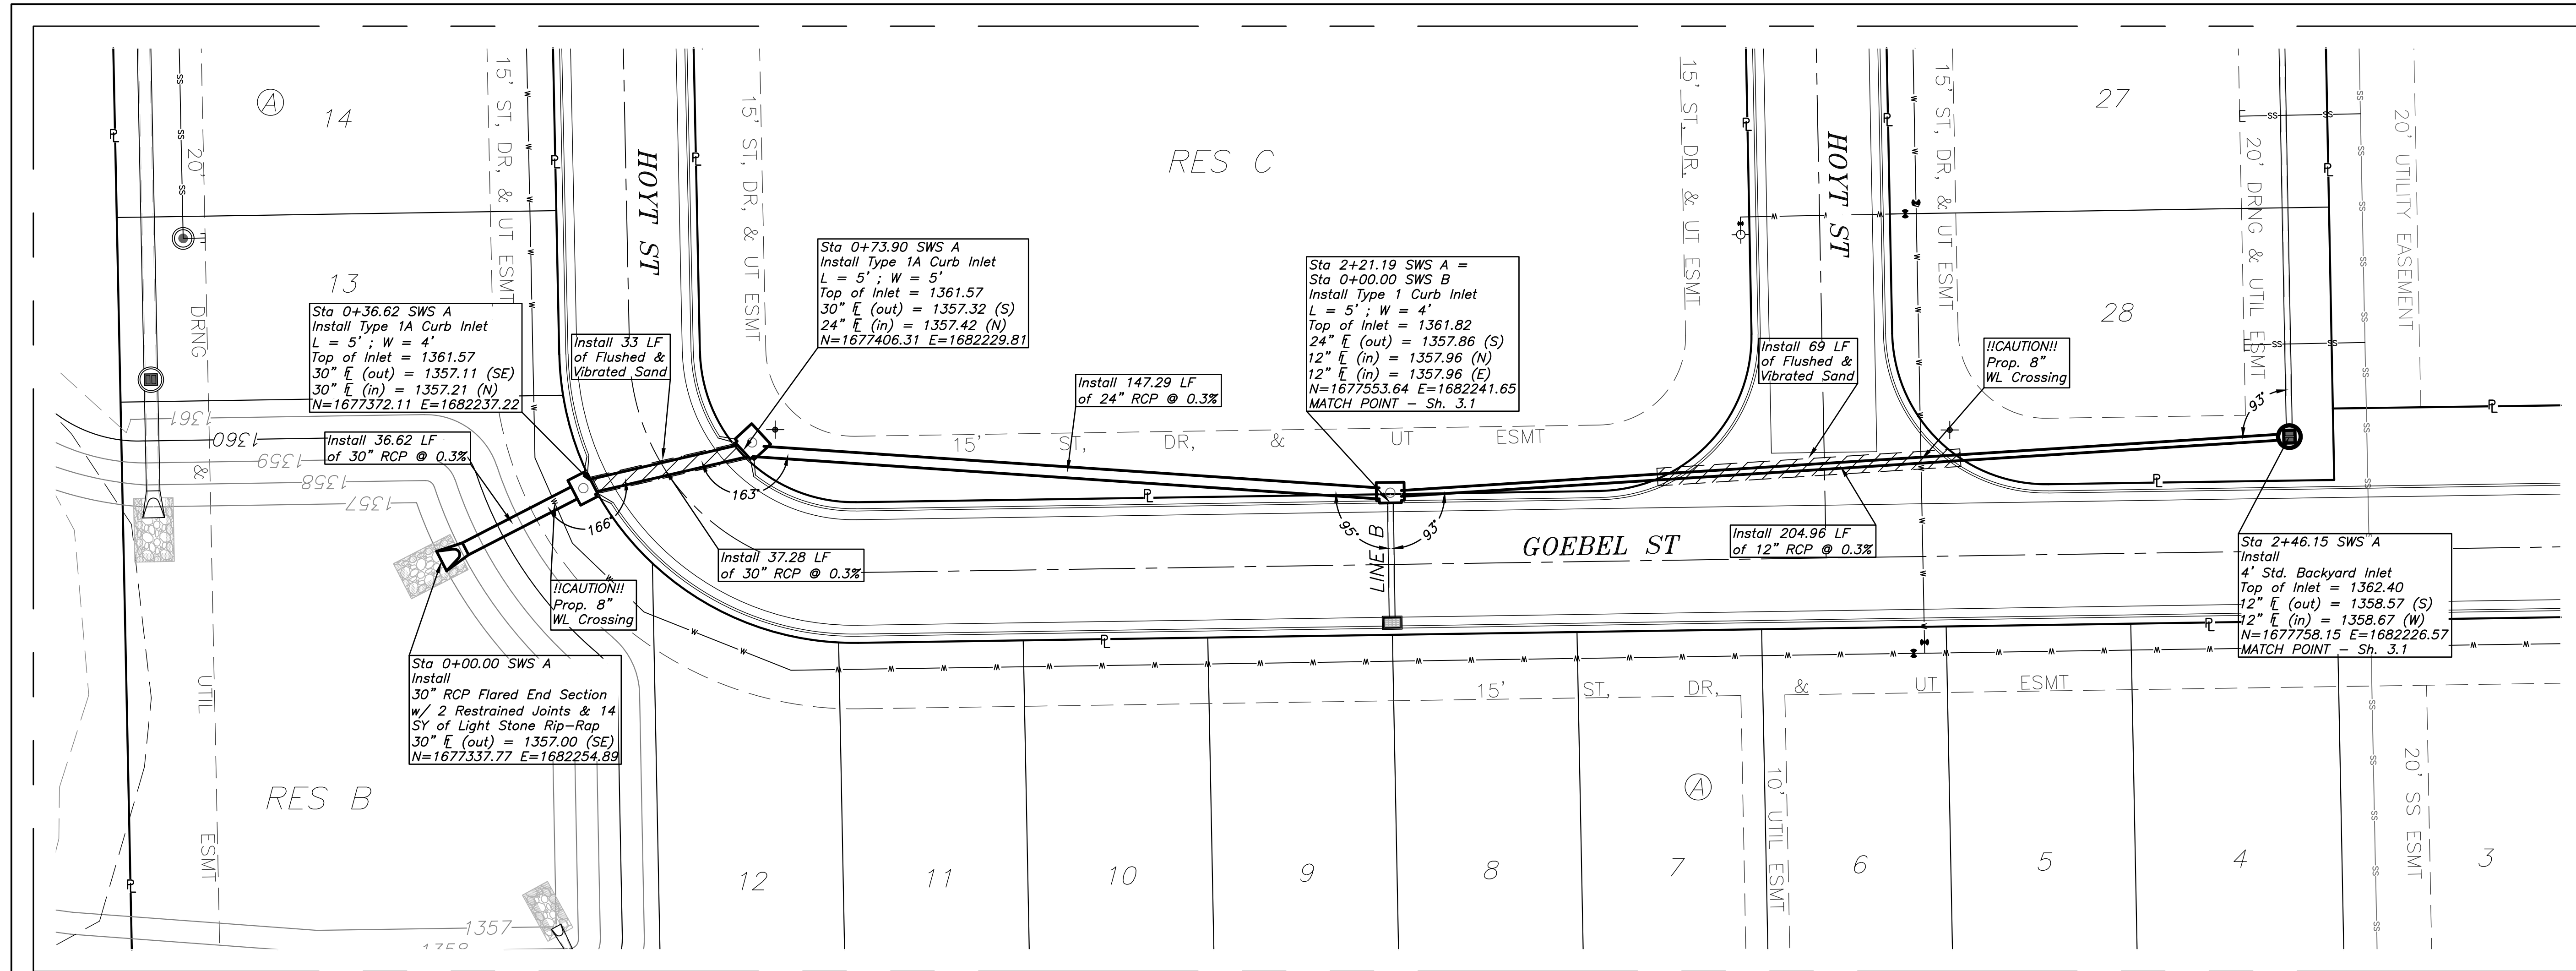 14
A
13
20'
DRNG
&
UTIL
ESMT
15' ST, DR, & UT ESMT
HOYT ST
15' ST, DR, & UT ESMT
RES C
15' ST, DR, & UT ESMT
HOYT ST
15' ST, DR, & UT ESMT
27
28
20' DRNG & UTIL ESMT
20' UTILITY EASEMENT
Sta 0+36.62 SWS A
Install Type 1A Curb Inlet
L = 5' ; W = 4'
Top of Inlet = 1361.57
30" FL (out) = 1357.11 (SE)
30" FL (in) = 1357.21 (N)
N=1677372.11 E=1682237.22
Install 33 LF
of Flushed &
Vibrated Sand
Sta 0+73.90 SWS A
Install Type 1A Curb Inlet
L = 5' ; W = 5'
Top of Inlet = 1361.57
30" FL (out) = 1357.32 (S)
24" FL (in) = 1357.42 (N)
N=1677406.31 E=1682229.81
Install 147.29 LF
of 24" RCP @ 0.3%
Sta 2+21.19 SWS A =
Sta 0+00.00 SWS B
Install Type 1 Curb Inlet
L = 5' ; W = 4'
Top of Inlet = 1361.82
24" FL (out) = 1357.86 (S)
12" FL (in) = 1357.96 (N)
12" FL (in) = 1357.96 (E)
N=1677553.64 E=1682241.65
MATCH POINT - Sh. 3.1
Install 69 LF
of Flushed &
Vibrated Sand
!!CAUTION!!
Prop. 8"
WL Crossing
1361
1360
1359
1358
1357
Install 36.62 LF
of 30" RCP @ 0.3%
166°
163°
15' ST, DR, & UT ESMT
95°
93°
93°
LINE B
GOEBEL ST
Install 37.28 LF
of 30" RCP @ 0.3%
Install 204.96 LF
of 12" RCP @ 0.3%
!!CAUTION!!
Prop. 8"
WL Crossing
Sta 2+46.15 SWS A
Install
4' Std. Backyard Inlet
Top of Inlet = 1362.40
12" FL (out) = 1358.57 (S)
12" FL (in) = 1358.67 (W)
N=1677758.15 E=1682226.57
MATCH POINT - Sh. 3.1
Sta 0+00.00 SWS A
Install
30" RCP Flared End Section
w/ 2 Restrained Joints & 14
SY of Light Stone Rip-Rap
30" FL (out) = 1357.00 (SE)
N=1677337.77 E=1682254.89
15' ST, DR, & UT ESMT
RES B
A
10' UTIL ESMT
20' SS ESMT
12
11
10
9
8
7
6
5
4
3
1357
1358